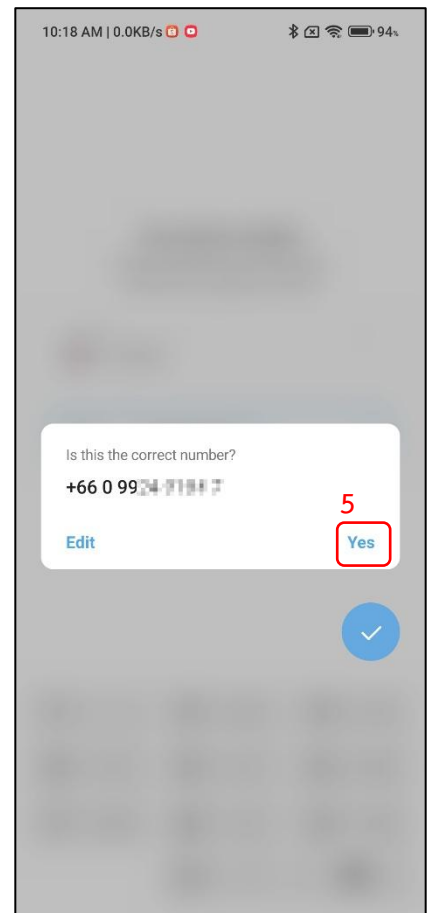 10:18 AM | 0.0KB/s 94%
Is this the correct number?
+66 0 99
5
Edit Yes